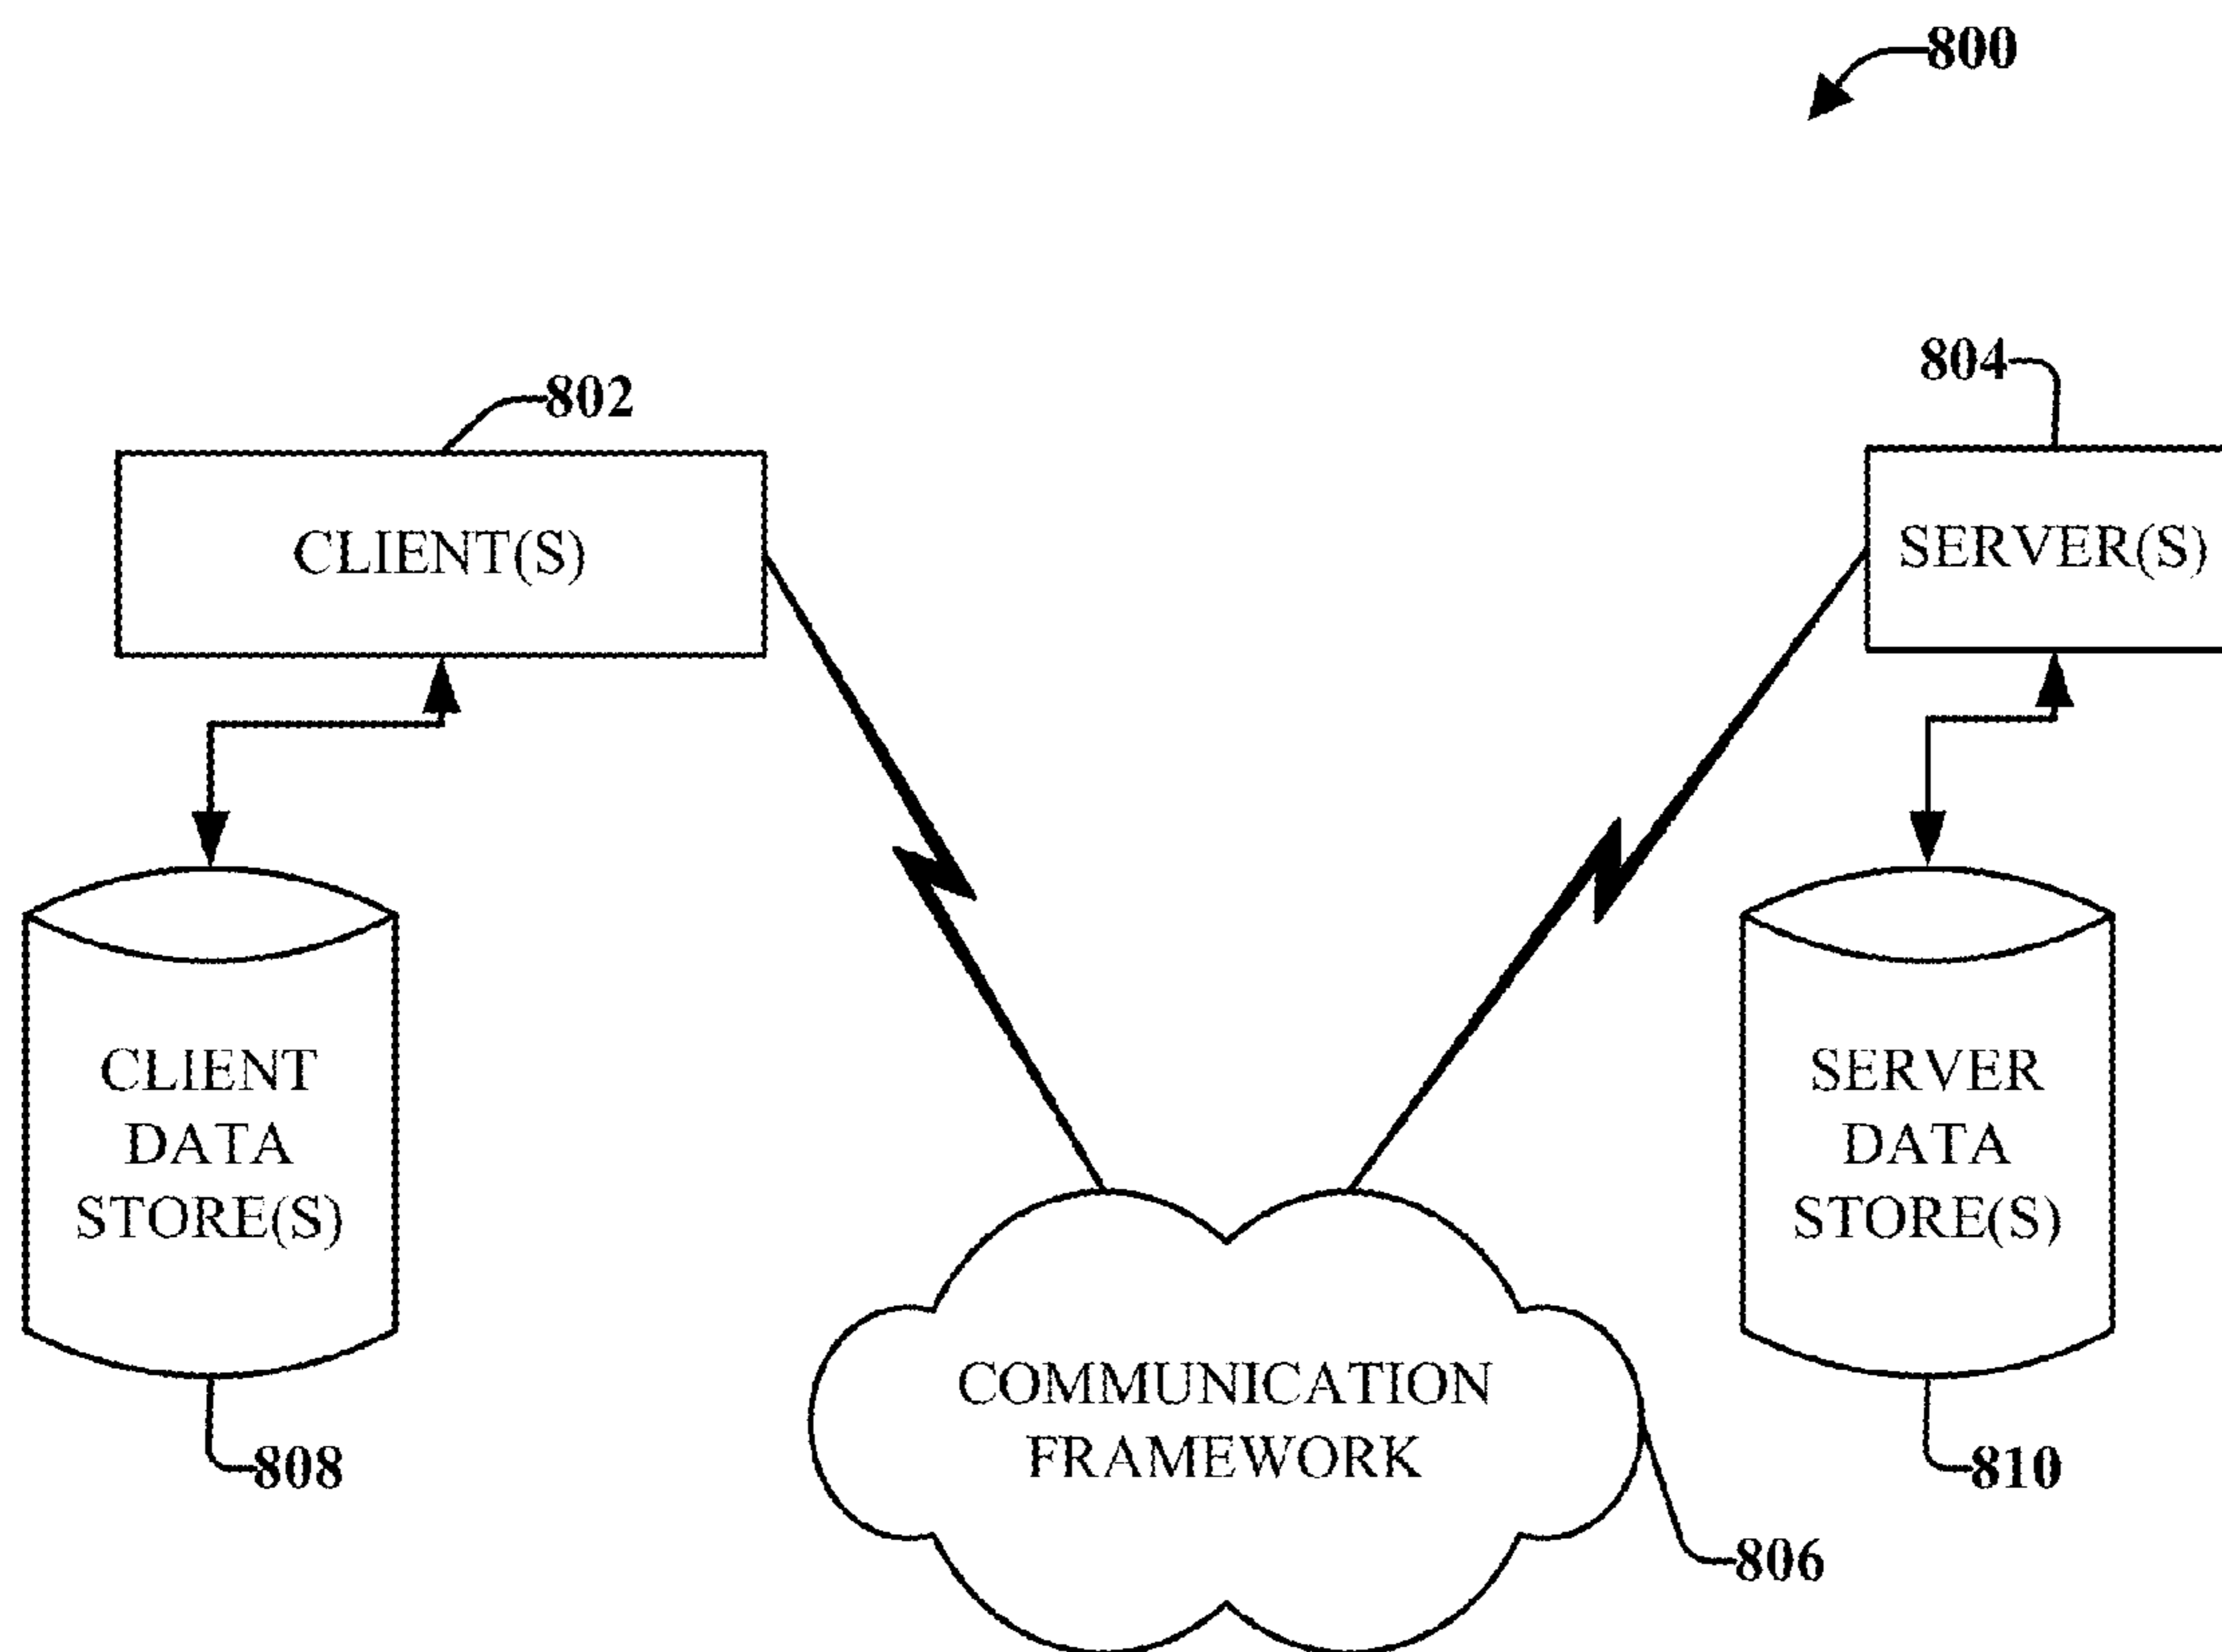 800
802
804
CLIENT(S)
SERVER(S)
CLIENT
DATA
STORE(S)
SERVER
DATA
STORE(S)
COMMUNICATION
FRAMEWORK
808
810
806